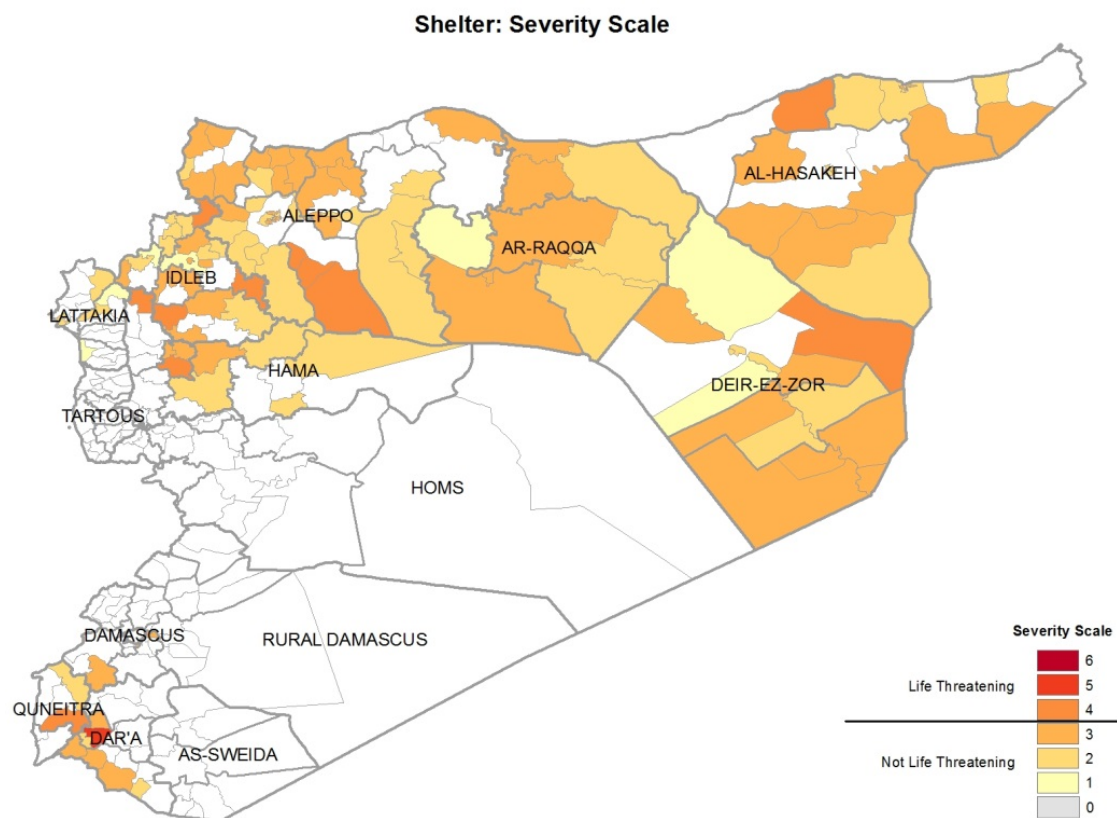 Shelter: Severity Scale
AL-HASAKEH
ALEPPO
AR-RAQQA
IDLEB
LATTAKIA
HAMA
DEIR-EZ-ZOR
TARTOUS
HOMS
DAMASCUS
RURAL DAMASCUS
QUNEITRA
DAR'A
AS-SWEIDA
Severity Scale
6
Life Threatening
5
4
3
Not Life Threatening
2
1
0